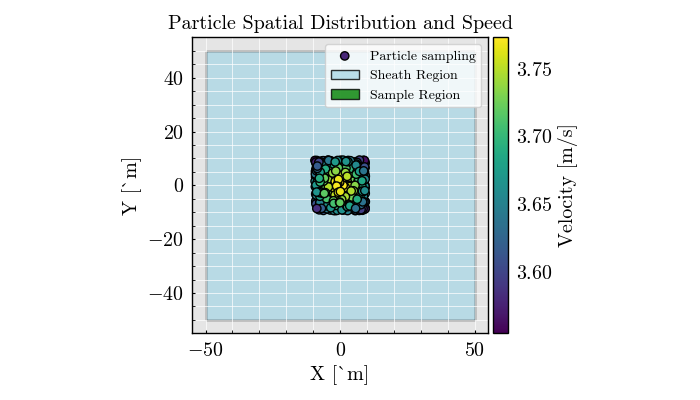 Particle Spatial Distribution and Speed
Particle sampling
Sheath Region
Sample Region
40
20
0
−20
−40
Y [`m]
−50
0
50
X [`m]
3.75
3.70
3.65
3.60
Velocity [m/s]